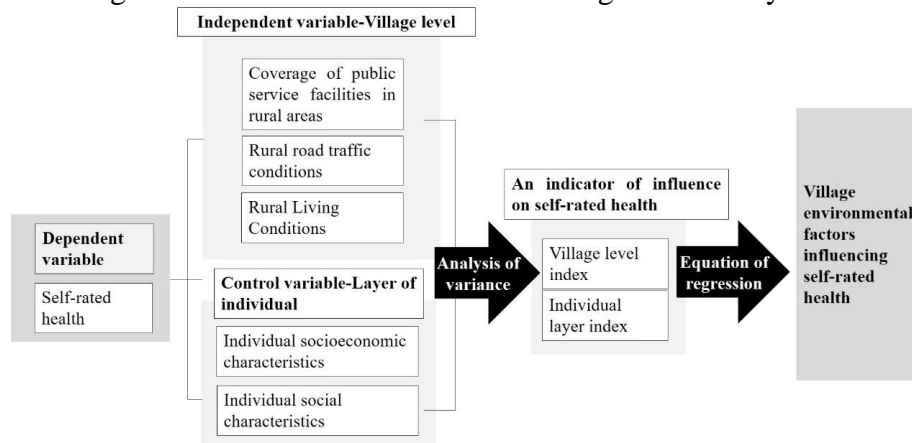 Independent variable-Village level
Coverage of public
service facilities in
rural areas
Rural road traffic
conditions
Rural Living
Conditions
Dependent
variable
Self-rated
health
Control variable-Layer of
individual
Individual socioeconomic
characteristics
Individual social
characteristics
Analysis of
variance
An indicator of influence
on self-rated health
Village level
index
Individual
layer index
Equation of
regression
Village
environmental
factors
influencing
self-rated
health